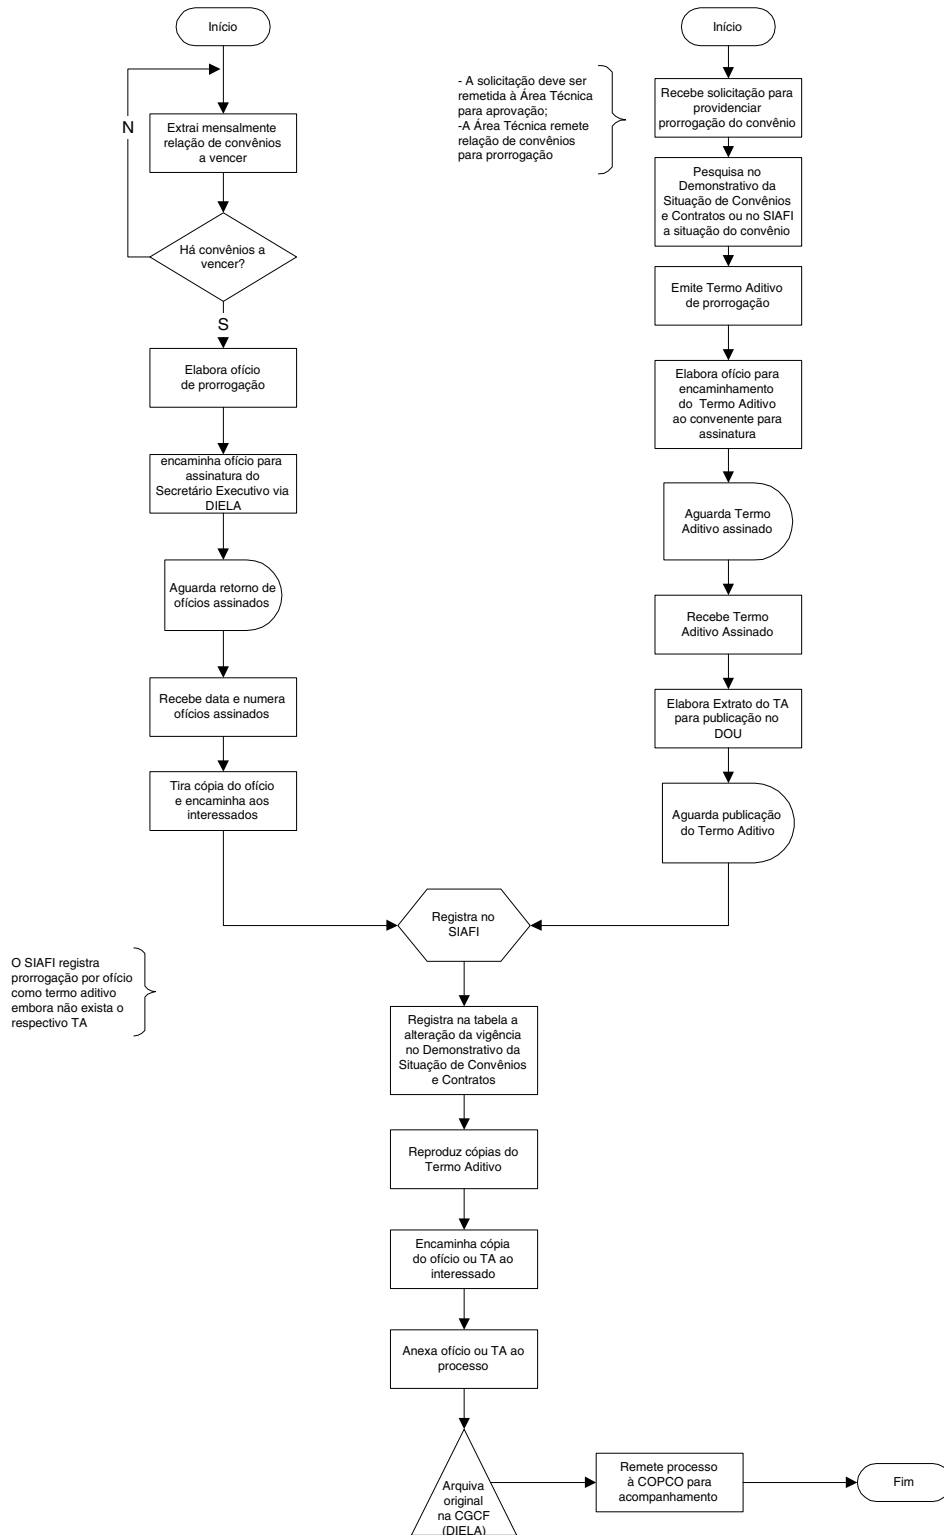 Início
N
Extrai mensalmente
relação de convênios
a vencer
Há convênios a
vencer?
S
Elabora ofício
de prorrogação
encaminha ofício para
assinatura do
Secretário Executivo via
DIELA
Aguarda retorno de
ofícios assinados
Recebe data e numera
ofícios assinados
Tira cópia do ofício
e encaminha aos
interessados
Início
- A solicitação deve ser
remetida à Área Técnica
para aprovação;
-A Área Técnica remete
relação de convênios
para prorrogação
Recebe solicitação para
providenciar
prorrogação do convênio
Pesquisa no
Demonstrativo da
Situação de Convênios
e Contratos ou no SIAFI
a situação do convênio
Emite Termo Aditivo
de prorrogação
Elabora ofício para
encaminhamento
do Termo Aditivo
ao convenente para
assinatura
Aguarda Termo
Aditivo assinado
Recebe Termo
Aditivo Assinado
Elabora Extrato do TA
para publicação no
DOU
Aguarda publicação
do Termo Aditivo
Registra no
SIAFI
O SIAFI registra
prorrogação por ofício
como termo aditivo
embora não exista o
respectivo TA
Registra na tabela a
alteração da vigência
no Demonstrativo da
Situação de Convênios
e Contratos
Reproduz cópias do
Termo Aditivo
Encaminha cópia
do ofício ou TA ao
interessado
Anexa ofício ou TA ao
processo
Arquiva
original
na CGCF
(DIELA)
Remete processo
à COPCO para
acompanhamento
Fim